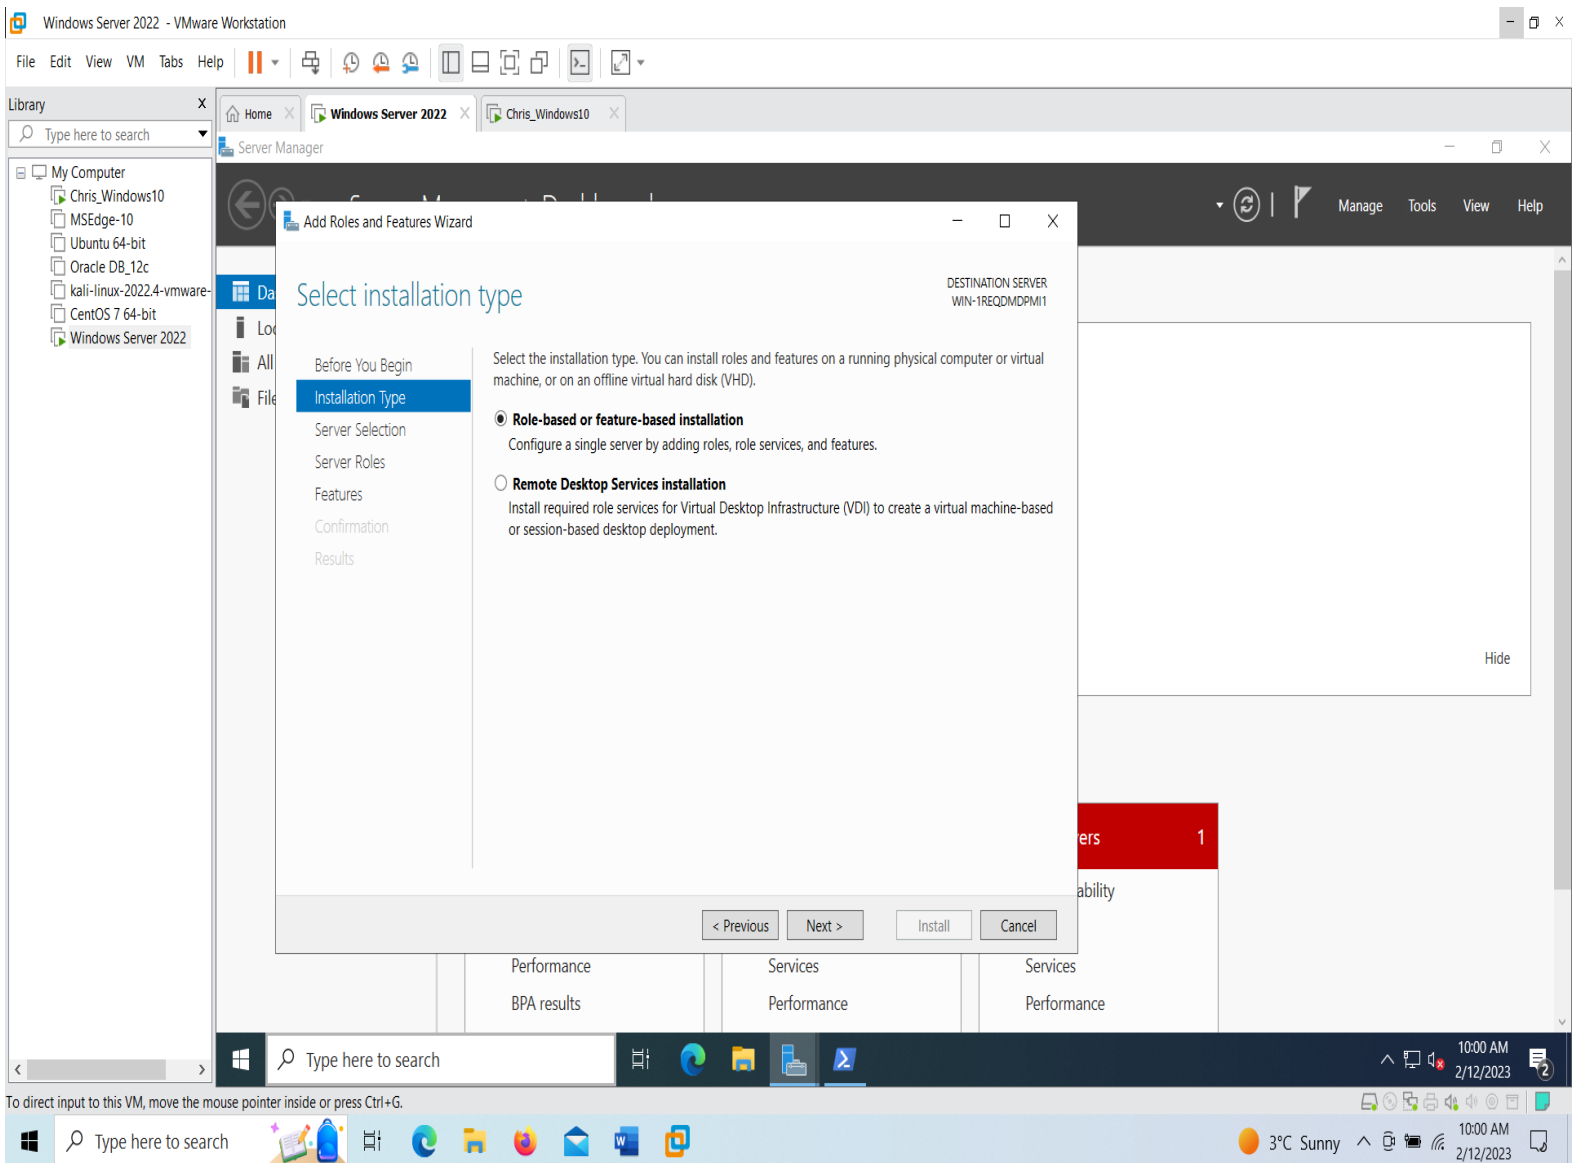 Windows Server 2022 - VMware Workstation
File Edit View VM Tabs Help
Library X
Type here to search
My Computer
Chris_Windows10
MSEdge-10
Ubuntu 64-bit
Oracle DB_12c
kali-linux-2022.4-vmware-
CentOS 7 64-bit
Windows Server 2022
Home
Windows Server 2022
Chris_Windows10
Server Manager
Manage Tools View Help
Add Roles and Features Wizard
Select installation type
DESTINATION SERVER
WIN-1REQDMDPMI1
Before You Begin
Installation Type
Server Selection
Server Roles
Features
Confirmation
Results
Select the installation type. You can install roles and features on a running physical computer or virtual
machine, or on an offline virtual hard disk (VHD).
Role-based or feature-based installation
Configure a single server by adding roles, role services, and features.
Remote Desktop Services installation
Install required role services for Virtual Desktop Infrastructure (VDI) to create a virtual machine-based
or session-based desktop deployment.
< Previous Next > Install Cancel
Da
Loc
All
File
Hide
ers 1
ability
Performance Services Services
BPA results Performance Performance
Type here to search
10:00 AM
2/12/2023
2
To direct input to this VM, move the mouse pointer inside or press Ctrl+G.
Type here to search
3°C Sunny
10:00 AM
2/12/2023